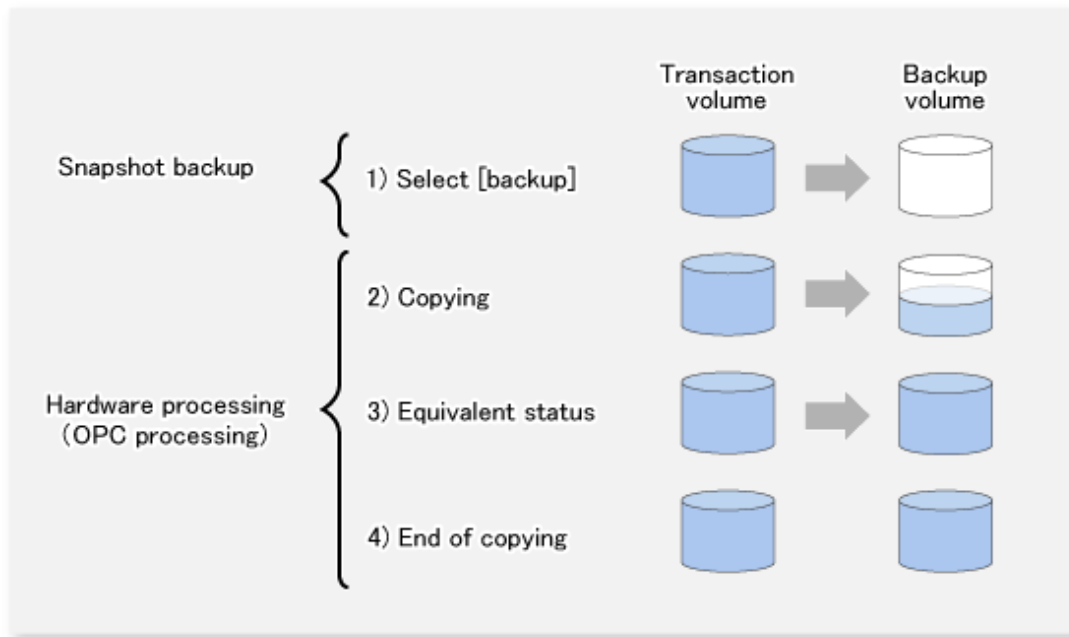 Transaction
volume
Backup
volume
Snapshot backup
1) Select [backup]
2) Copying
Hardware processing
(OPC processing)
3) Equivalent status
4) End of copying